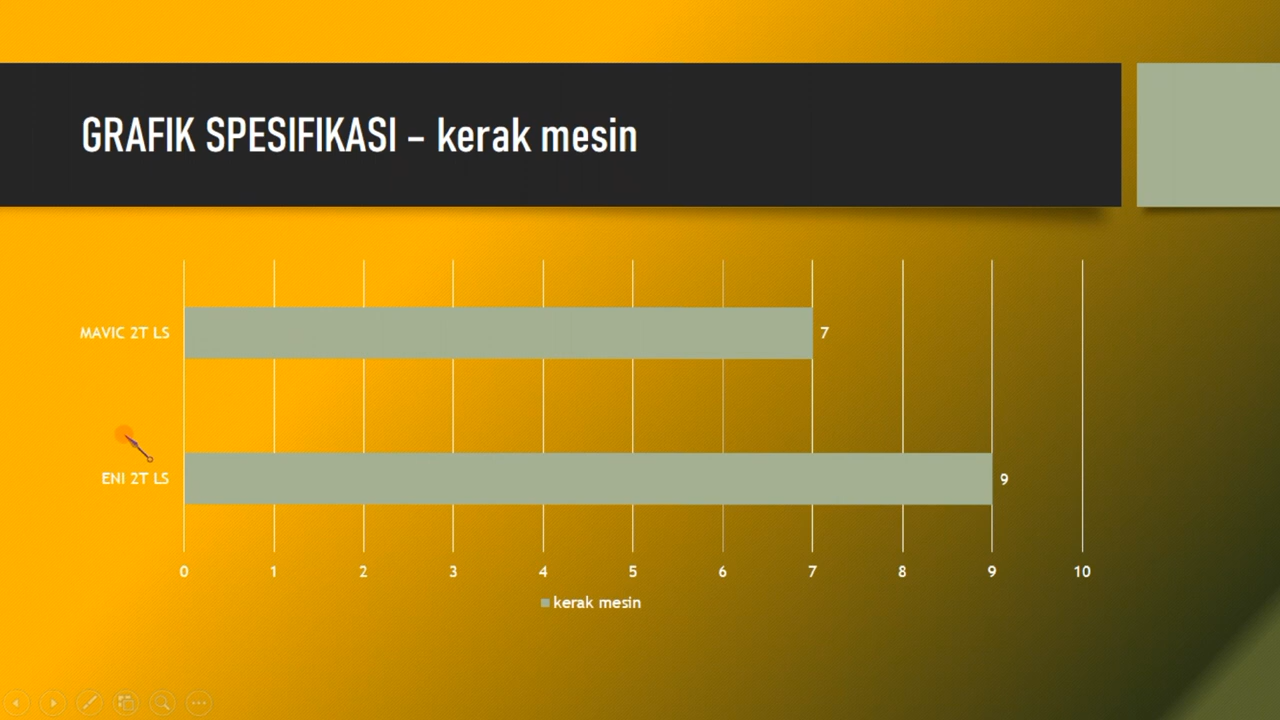 GRAFIK SPESIFIKASI – kerak mesin
MAVIC 2T LS
7
ENI 2T LS
9
0 1 2 3 4 5 6 7 8 9 10
kerak mesin